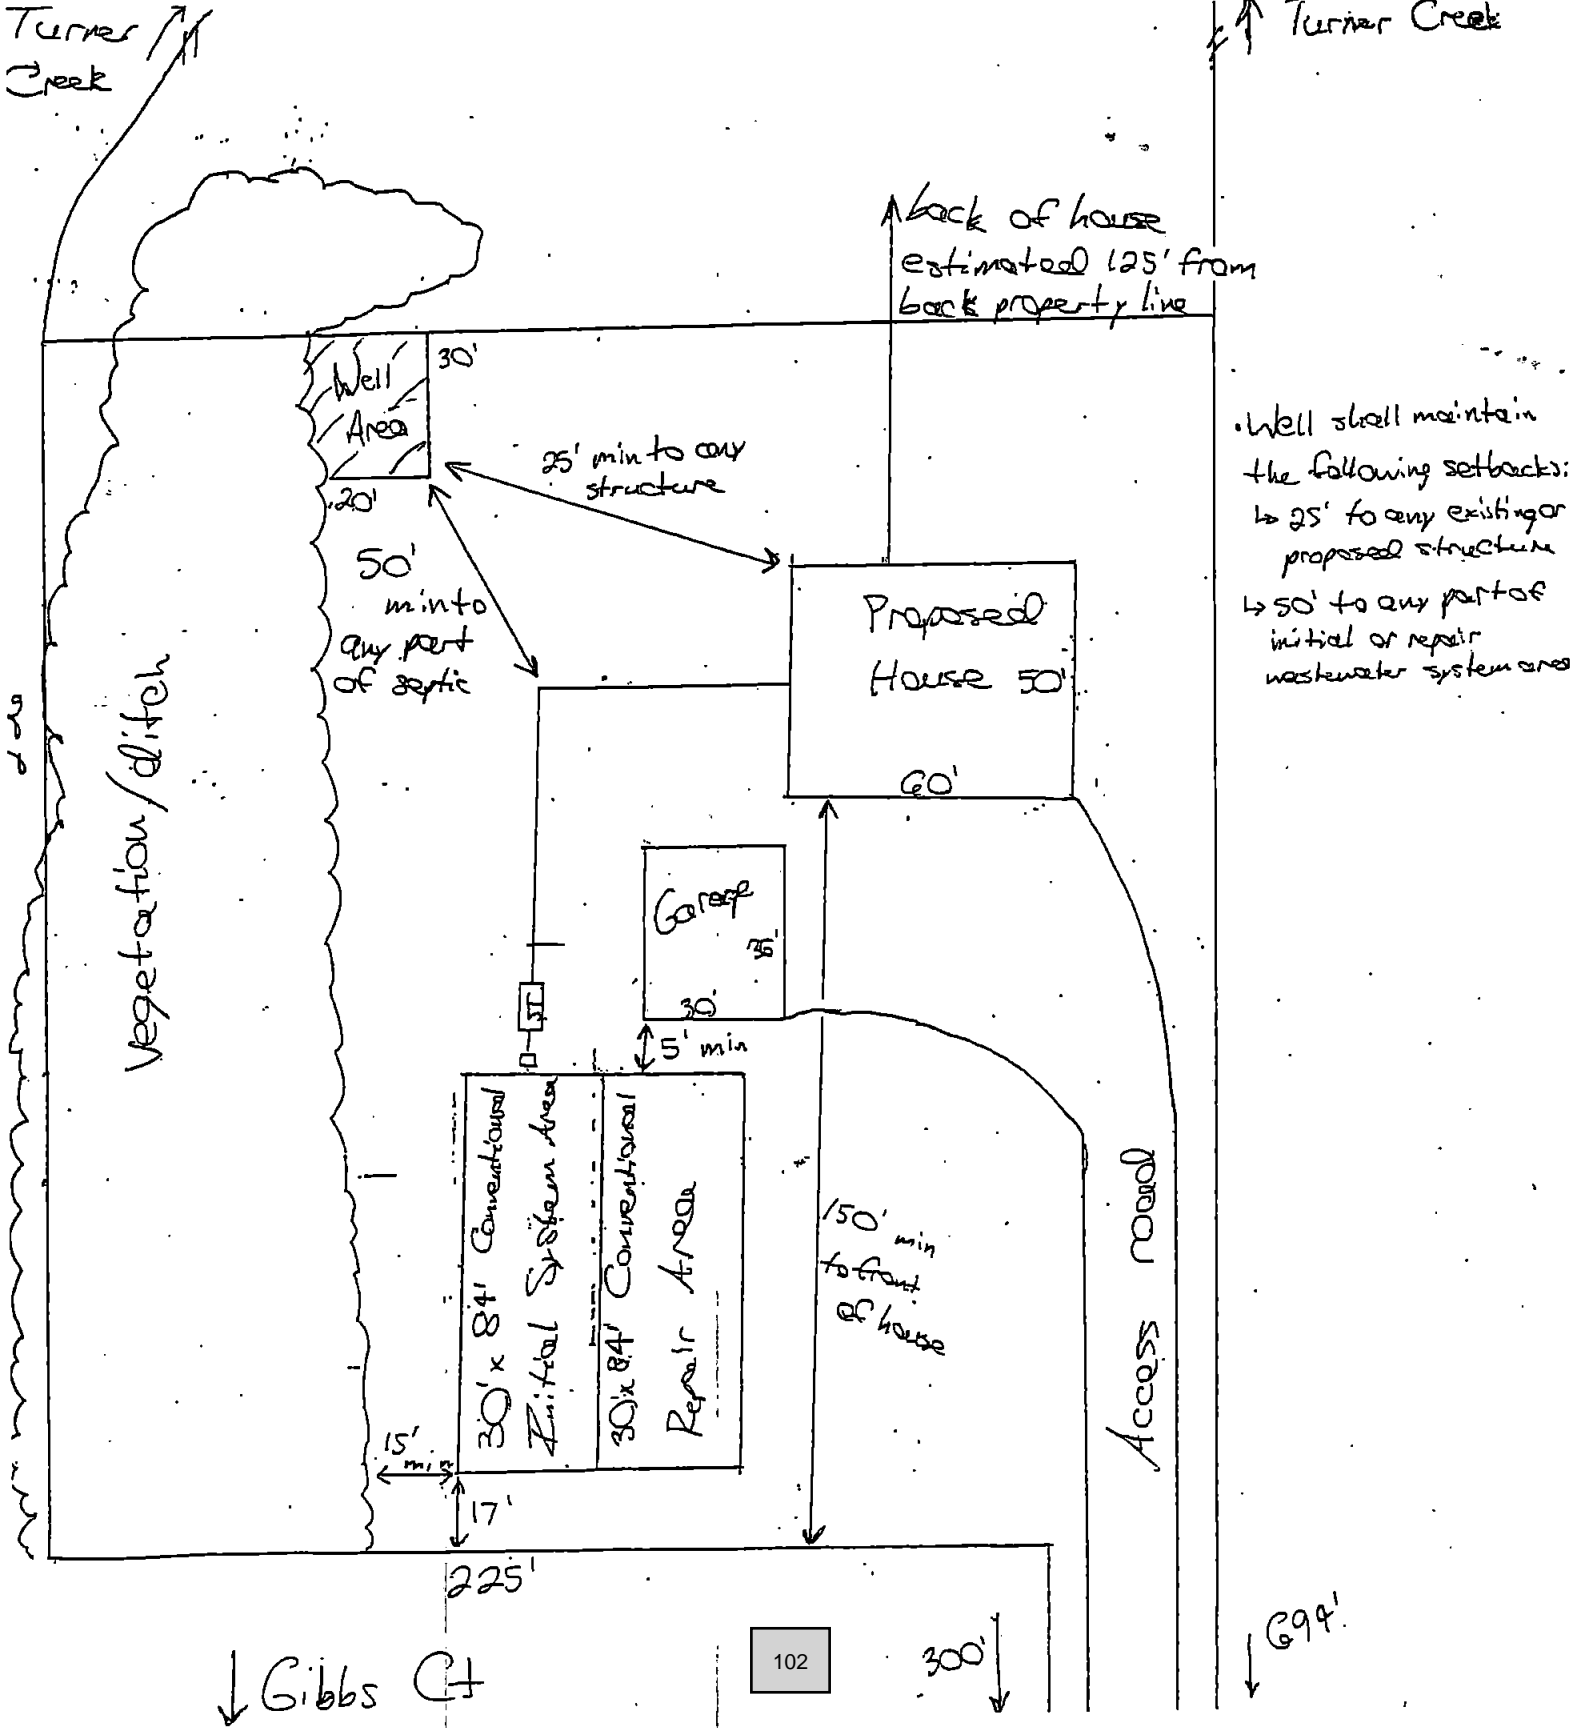 Turner
Creek
Turner Creek
back of house
estimated 125' from
back property line
Well
Area
30'
20'
25' min to any
structure
50'
min to
any part
of septic
• Well shall maintain
the following setbacks:
↳ 25' to any existing or
proposed structure
↳ 50' to any part of
initial or repair
wastewater system area
Proposed
House 50'
60'
Vegetation/ditch
Garage
30'
ST
5' min
30' x 84' Conventional
Initial System Area
30' x 84' Conventional
Repair Area
150' min
to front
of house
Access road
15'
min
17'
225'
Gibbs Ct
102
300'
694'